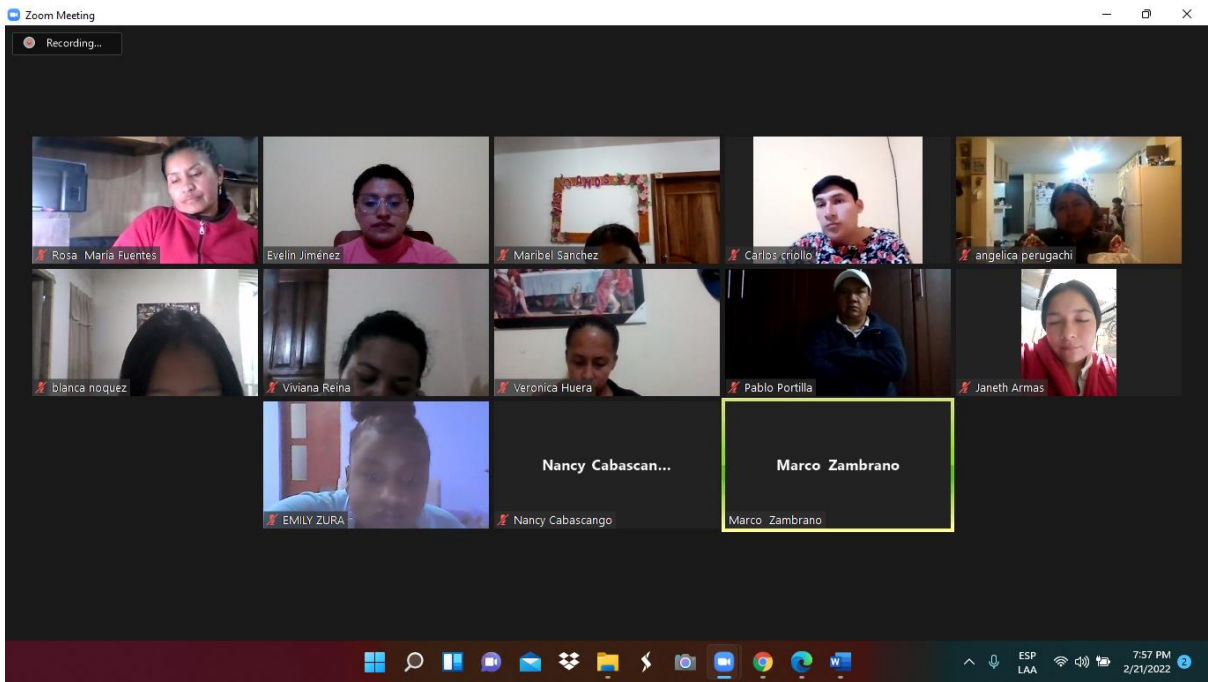 Zoom Meeting
Recording...
Rosa María Fuentes
Evelin Jiménez
Maribel Sanchez
Carlos criollo
angelica perugachi
blanca noquez
Viviana Reina
Veronica Huera
Pablo Portilla
Janeth Armas
EMILY ZURA
Nancy Cabascan...
Nancy Cabascango
Marco Zambrano
Marco Zambrano
ESP
LAA
7:57 PM
2/21/2022
2